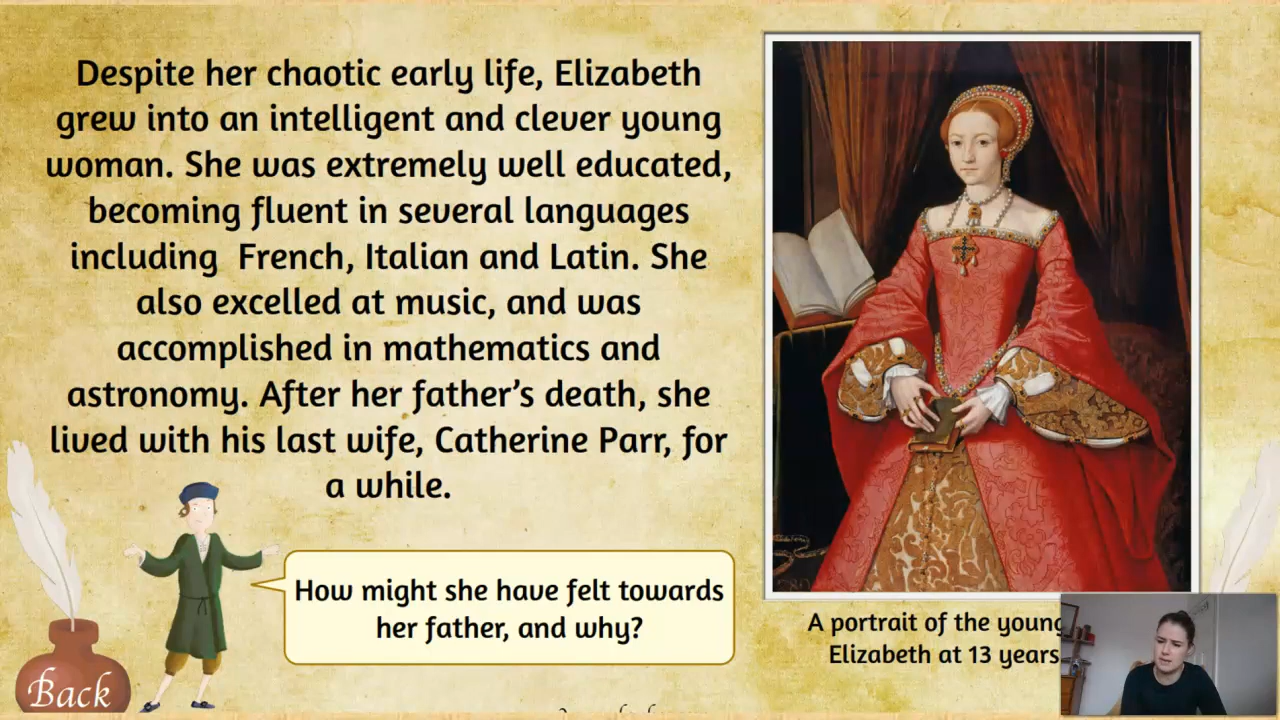 Despite her chaotic early life, Elizabeth
grew into an intelligent and clever young
woman. She was extremely well educated,
becoming fluent in several languages
including  French, Italian and Latin. She
also excelled at music, and was
accomplished in mathematics and
astronomy. After her father’s death, she
lived with his last wife, Catherine Parr, for
a while.
How might she have felt towards
her father, and why?
A portrait of the young
Elizabeth at 13 years
Back